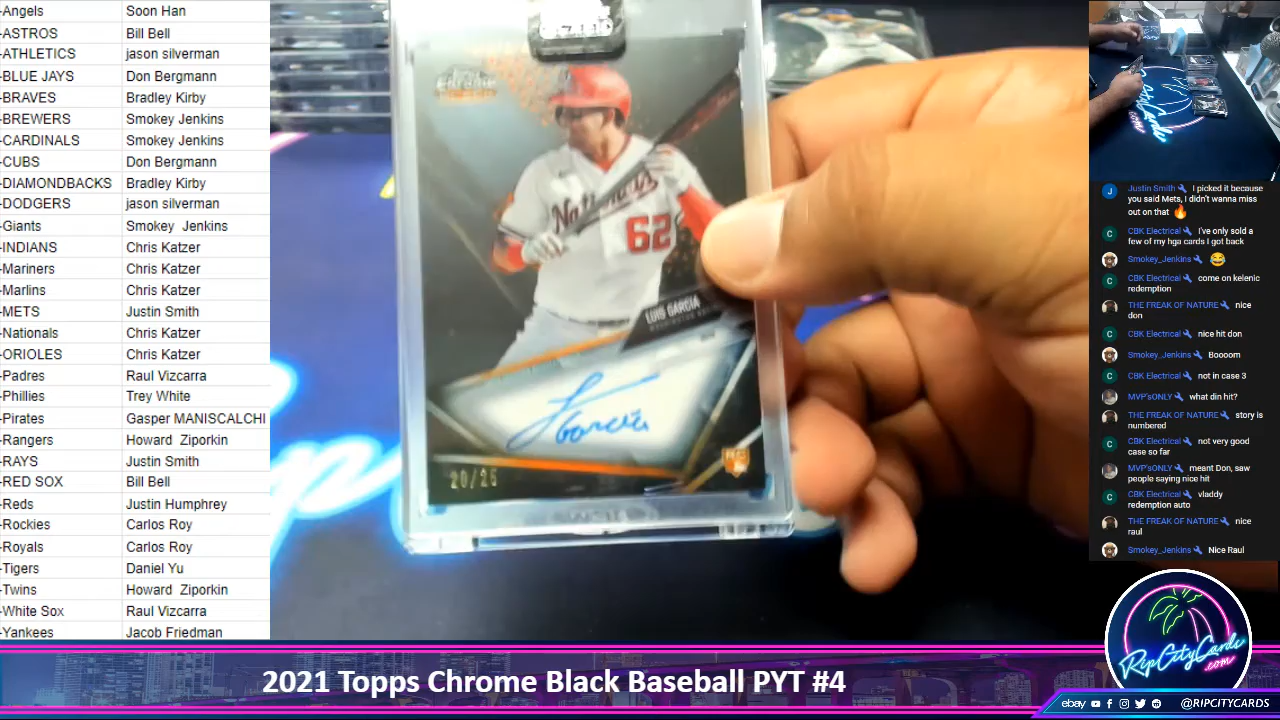 -Angels Soon Han
-ASTROS Bill Bell
-ATHLETICS jason silverman
-BLUE JAYS Don Bergmann
-BRAVES Bradley Kirby
-BREWERS Smokey Jenkins
-CARDINALS Smokey Jenkins
-CUBS Don Bergmann
-DIAMONDBACKS Bradley Kirby
-DODGERS jason silverman
-Giants Smokey Jenkins
-INDIANS Chris Katzer
-Mariners Chris Katzer
-Marlins Chris Katzer
-METS Justin Smith
-Nationals Chris Katzer
-ORIOLES Chris Katzer
-Padres Raul Vizcarra
-Phillies Trey White
-Pirates Gasper MANISCALCHI
-Rangers Howard Ziporkin
-RAYS Justin Smith
-RED SOX Bill Bell
-Reds Justin Humphrey
-Rockies Carlos Roy
-Royals Carlos Roy
-Tigers Daniel Yu
-Twins Howard Ziporkin
-White Sox Raul Vizcarra
-Yankees Jacob Friedman
Chrome
Nationals
62
LUIS GARCIA
L Garcia
20/25
RipCityCards
J Justin Smith I picked it because
you said Mets, I didn't wanna miss
out on that 🔥
C CBK Electrical I've only sold a
few of my hga cards I got back
Smokey_Jenkins 😂
C CBK Electrical come on kelenic
redemption
THE FREAK OF NATURE nice
don
C CBK Electrical nice hit don
Smokey_Jenkins Boooom
C CBK Electrical not in case 3
MVP'sONLY what din hit?
THE FREAK OF NATURE story is
numbered
C CBK Electrical not very good
case so far
MVP'sONLY meant Don, saw
people saying nice hit
C CBK Electrical vladdy
redemption auto
THE FREAK OF NATURE nice
raul
Smokey_Jenkins Nice Raul
RipCityCards
.com
2021 Topps Chrome Black Baseball PYT #4
ebay @RIPCITYCARDS